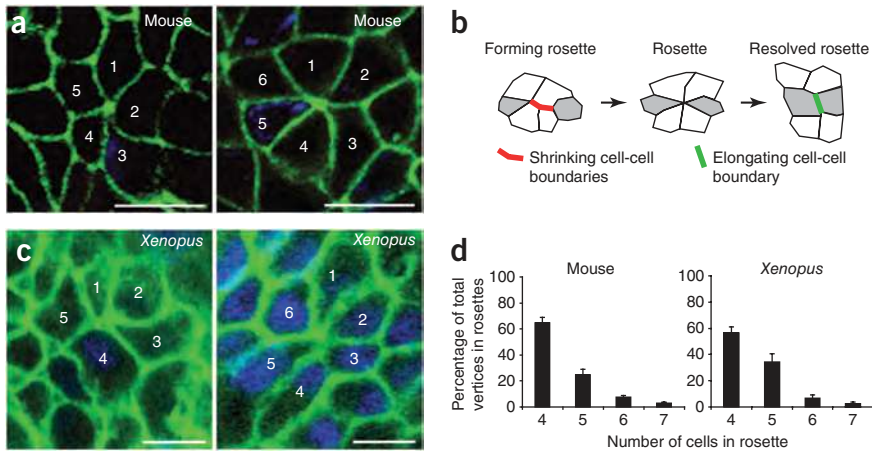 a
Mouse
1
5
2
4
3
Mouse
6
1
2
5
4
3
b
Forming rosette
Rosette
Resolved rosette
Shrinking cell-cell
boundaries
Elongating cell-cell
boundary
c
Xenopus
1
2
5
3
4
Xenopus
1
6
2
5
3
4
d
Percentage of total
vertices in rosettes
Mouse
100
80
60
40
20
0
4 5 6 7
Xenopus
100
80
60
40
20
0
4 5 6 7
Number of cells in rosette